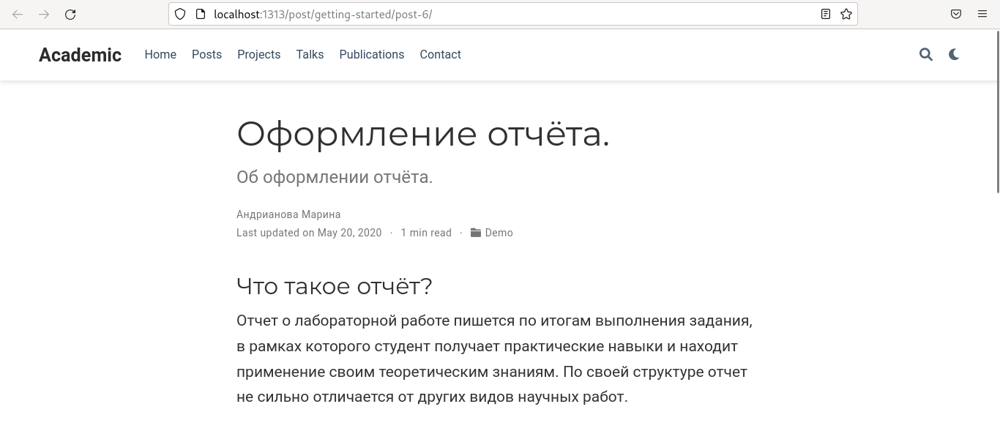 localhost:1313/post/getting-started/post-6/
Academic Home Posts Projects Talks Publications Contact
Оформление отчёта.
Об оформлении отчёта.
Андрианова Марина
Last updated on May 20, 2020 · 1 min read · Demo
Что такое отчёт?
Отчет о лабораторной работе пишется по итогам выполнения задания,
в рамках которого студент получает практические навыки и находит
применение своим теоретическим знаниям. По своей структуре отчет
не сильно отличается от других видов научных работ.